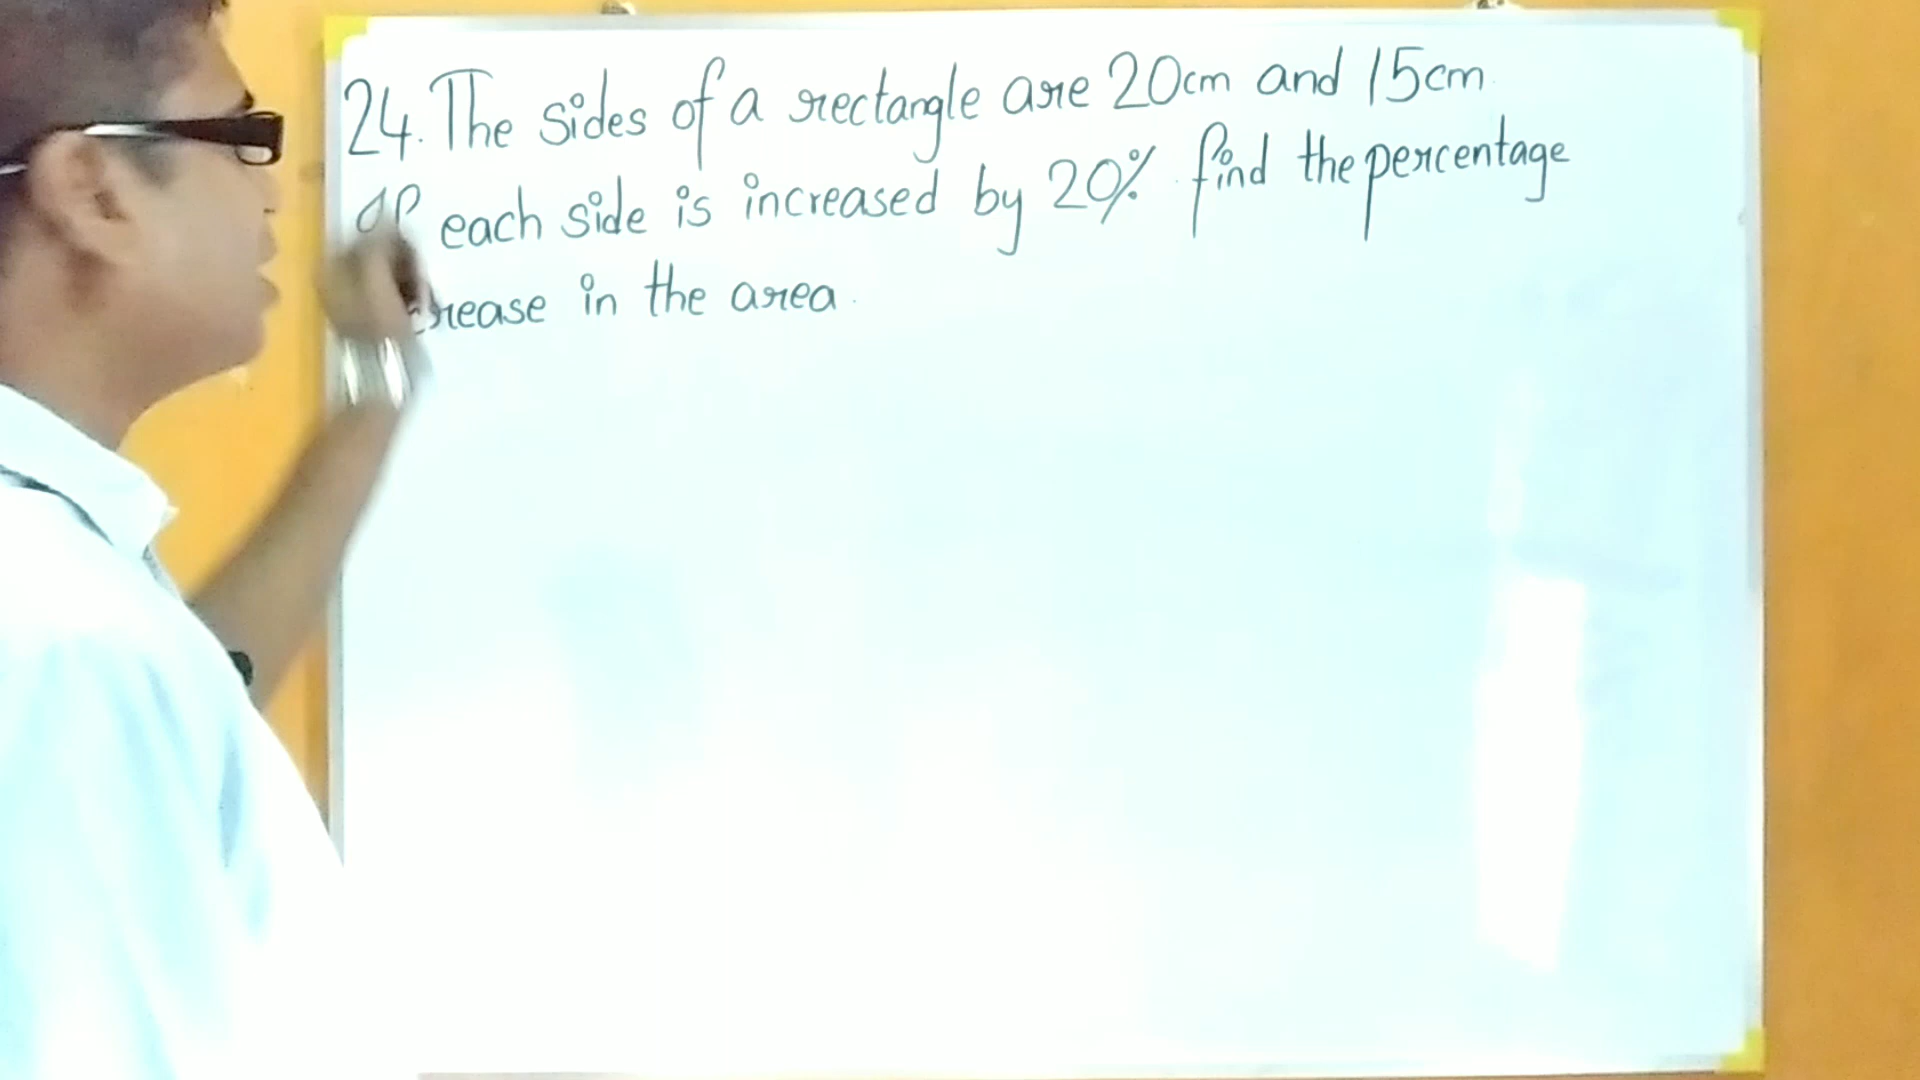 24. The sides of a rectangle are 20cm and 15cm.
If each side is increased by 20% find the percentage
crease in the area.